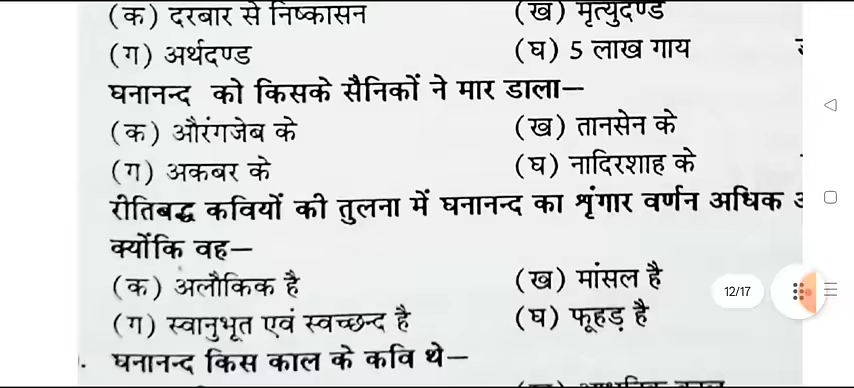 (क) दरबार से निष्कासन (ख) मृत्युदण्ड
(ग) अर्थदण्ड (घ) 5 लाख गाय
घनानन्द को किसके सैनिकों ने मार डाला—
(क) औरंगजेब के (ख) तानसेन के
(ग) अकबर के (घ) नादिरशाह के
रीतिबद्ध कवियों की तुलना में घनानन्द का शृंगार वर्णन अधिक
क्योंकि वह—
(क) अलौकिक है (ख) मांसल है
12/17
(ग) स्वानुभूत एवं स्वच्छन्द है (घ) फूहड़ है
घनानन्द किस काल के कवि थे—